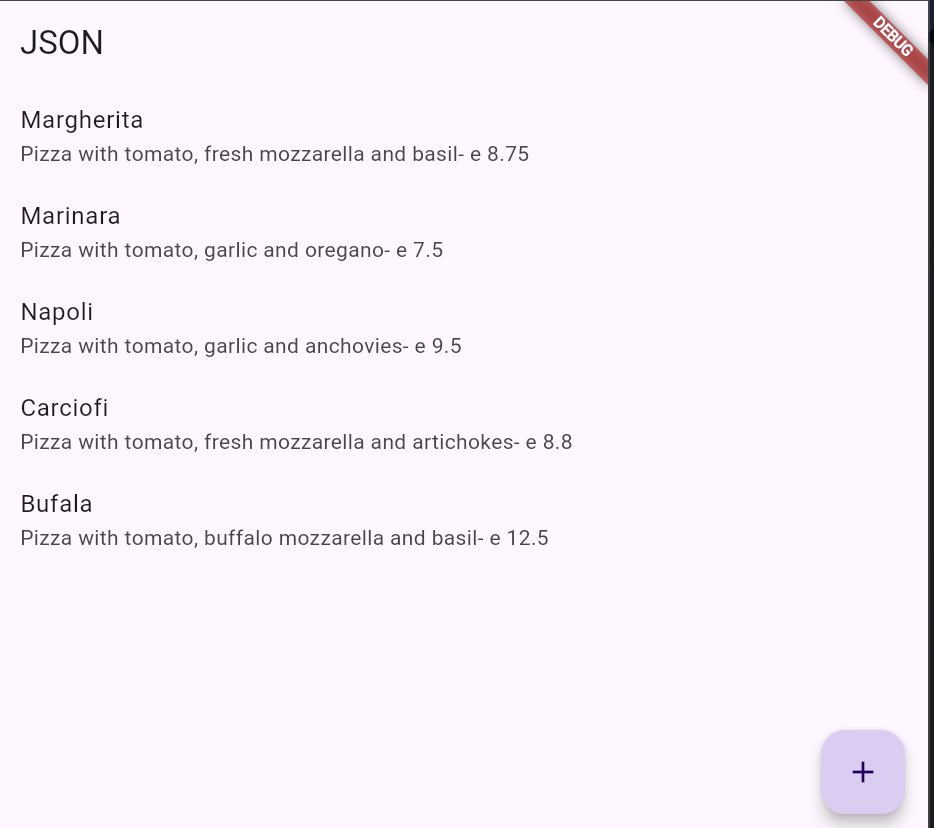 JSON
DEBUG
Margherita
Pizza with tomato, fresh mozzarella and basil- e 8.75
Marinara
Pizza with tomato, garlic and oregano- e 7.5
Napoli
Pizza with tomato, garlic and anchovies- e 9.5
Carciofi
Pizza with tomato, fresh mozzarella and artichokes- e 8.8
Bufala
Pizza with tomato, buffalo mozzarella and basil- e 12.5
+